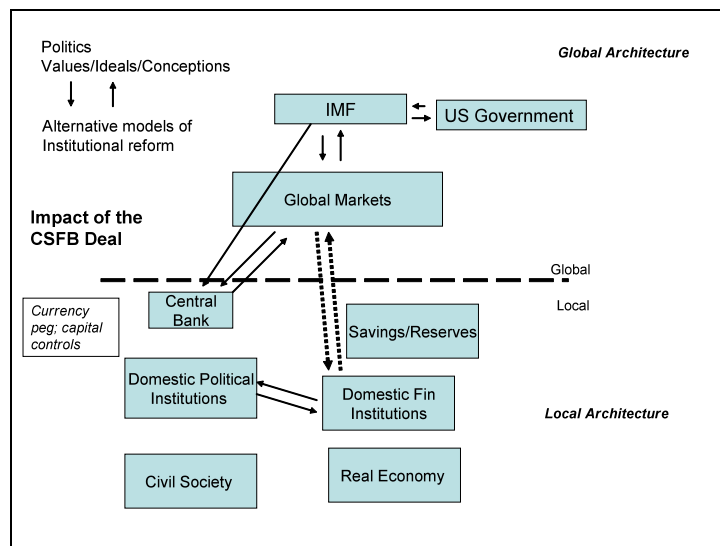 Politics
Values/Ideals/Conceptions
Global Architecture
Alternative models of
Institutional reform
IMF
US Government
Global Markets
Impact of the
CSFB Deal
Global
Local
Currency
peg; capital
controls
Central
Bank
Savings/Reserves
Domestic Political
Institutions
Domestic Fin
Institutions
Local Architecture
Civil Society
Real Economy